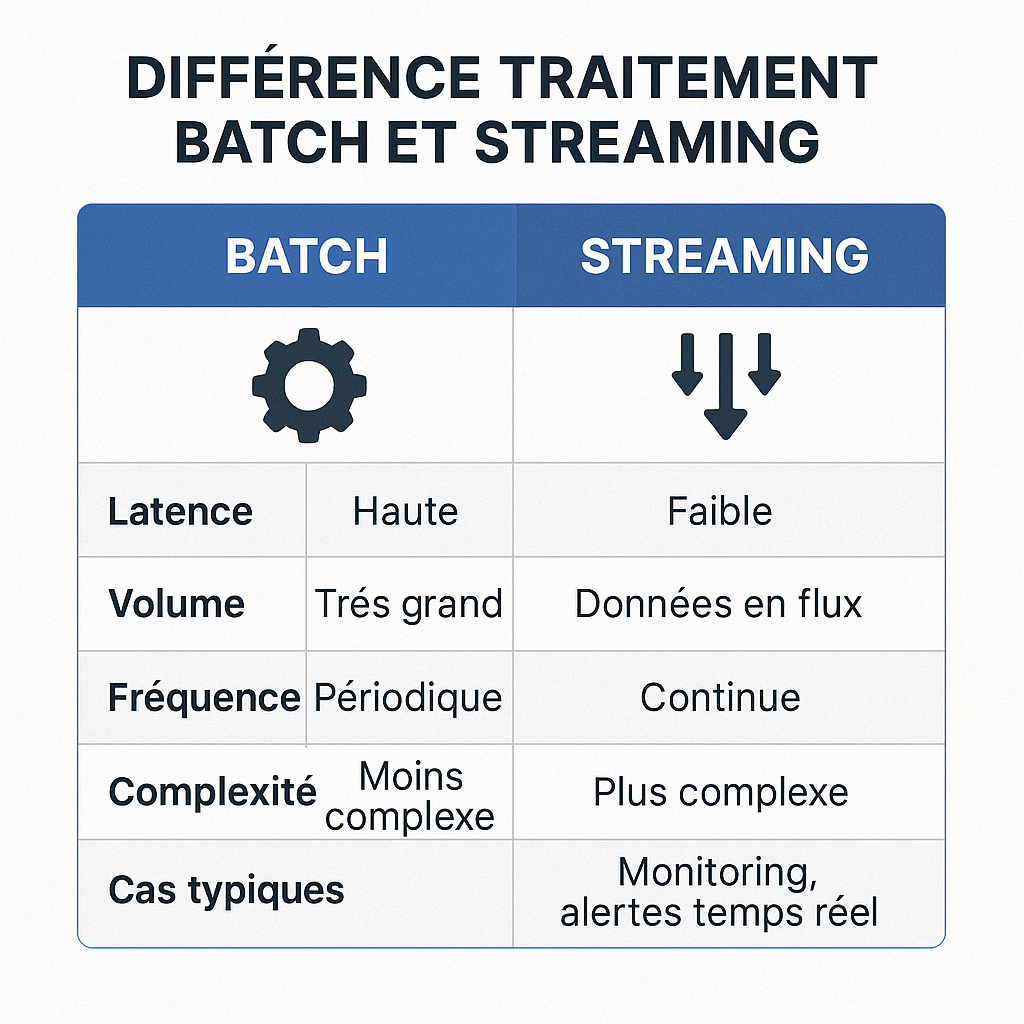 DIFFÉRENCE TRAITEMENT
BATCH ET STREAMING
BATCH STREAMING
Latence Haute Faible
Volume Trés grand Données en flux
Fréquence Périodique Continue
Complexité Moins complexe Plus complexe
Cas typiques Monitoring,
alertes temps réel